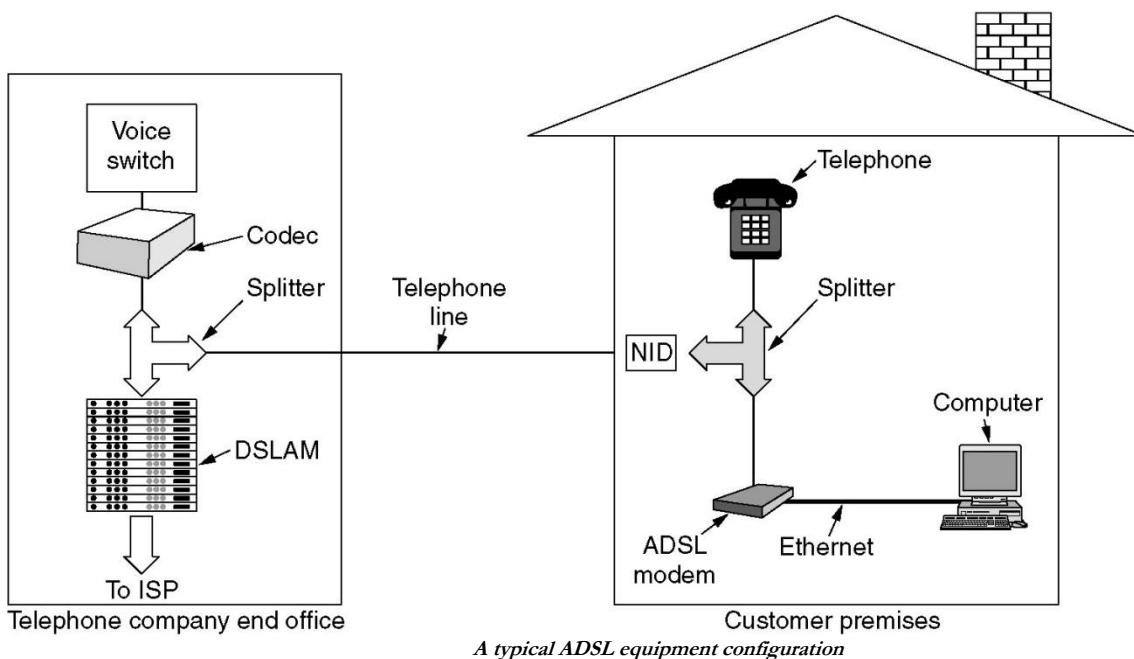 Voice
switch
Codec
Splitter
Telephone
line
DSLAM
To ISP
Telephone company end office
Telephone
Splitter
NID
Computer
ADSL
modem
Ethernet
Customer premises
A typical ADSL equipment configuration